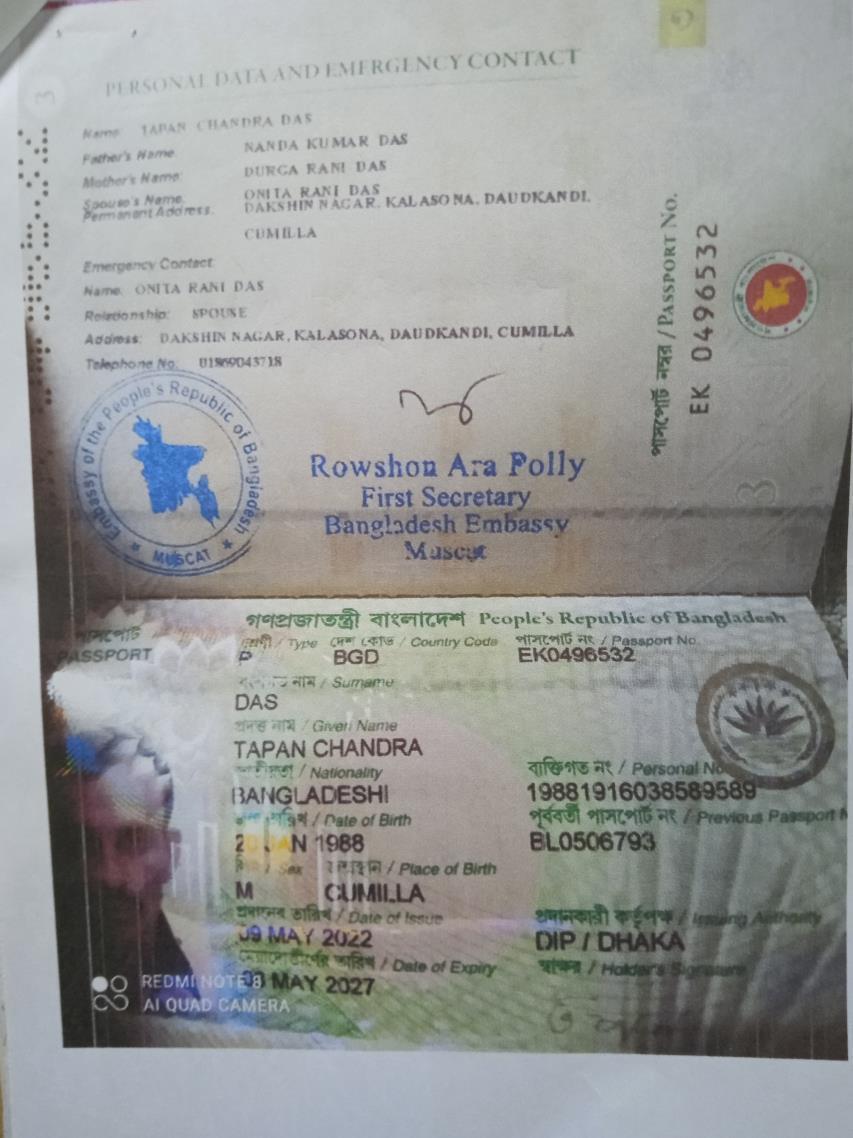 3
PERSONAL DATA AND EMERGENCY CONTACT
Name: TAPAN CHANDRA DAS
Father's Name: NANDA KUMAR DAS
Mother's Name: DURGA RANI DAS
Spouse's Name: ONITA RANI DAS
Permanant Address: DAKSHIN NAGAR, KALASONA, DAUDKANDI,
CUMILLA
Emergency Contact:
Name: ONITA RANI DAS
Relationship: SPOUSE
Address: DAKSHIN NAGAR, KALASONA, DAUDKANDI, CUMILLA
Telephone No: 01869043718
পাসপোর্ট নম্বর / PASSPORT No.
EK 0496532
Embassy of the People's Republic of Bangladesh
★ MUSCAT ★
Rowshon Ara Polly
First Secretary
Bangladesh Embassy
Muscat
3
গণপ্রজাতন্ত্রী বাংলাদেশ People's Republic of Bangladesh
পাসপোর্ট
PASSPORT
শ্রেণী / Type দেশ কোড / Country Code পাসপোর্ট নং / Passport No.
P BGD EK0496532
নাম / Surname
DAS
প্রদত্ত নাম / Given Name
TAPAN CHANDRA
/ Nationality ব্যক্তিগত নং / Personal No
BANGLADESHI 19881916038589589
/ Date of Birth পূর্ববর্তী পাসপোর্ট নং / Previous Passport
JAN 1988 BL0506793
/ Sex / Place of Birth
M CUMILLA
প্রদানের তারিখ / Date of Issue প্রদানকারী কর্তৃপক্ষ / Issuing Authority
09 MAY 2022 DIP / DHAKA
তারিখ / Date of Expiry স্বাক্ষর / Holder's Signature
MAY 2027
REDMI NOTE 8
AI QUAD CAMERA